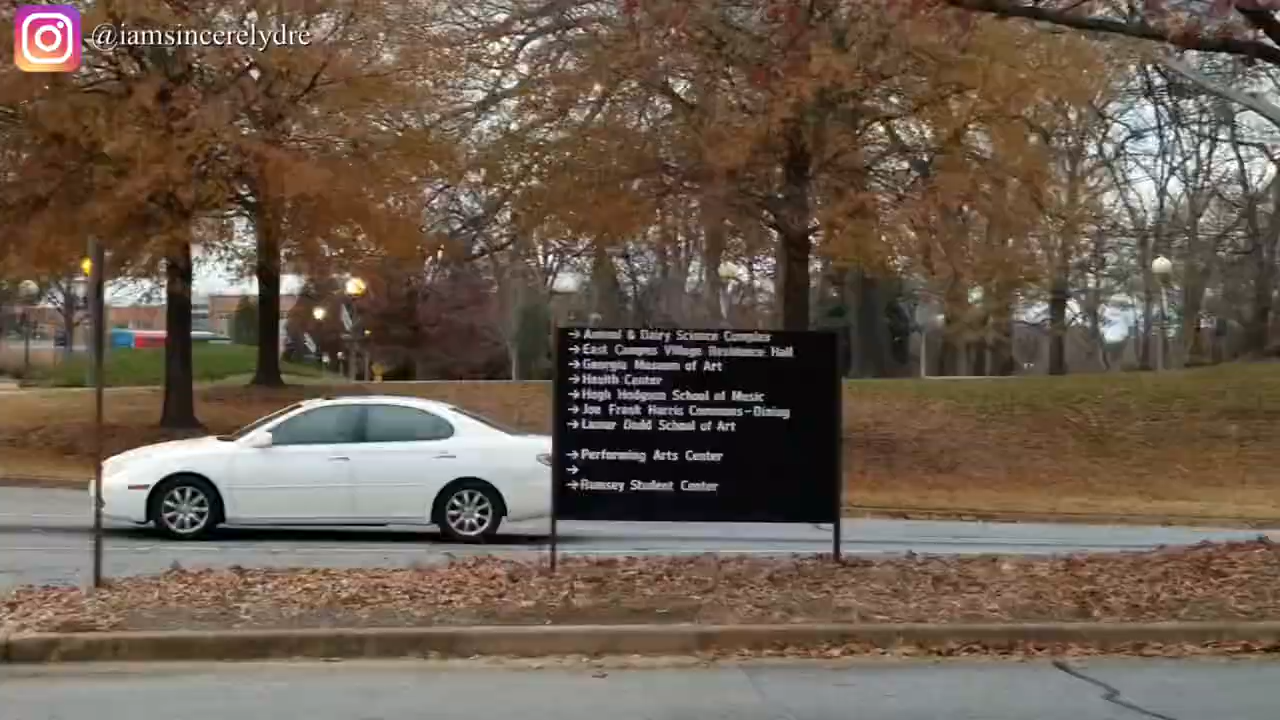 @iamsincerelydre
→ Animal & Dairy Science Complex
→ East Campus Village Residence Hall
→ Georgia Museum of Art
→ Health Center
→ Hugh Hodgson School of Music
→ Joe Frank Harris Commons-Dining
→ Lamar Dodd School of Art
→ Performing Arts Center
→
→ Ramsey Student Center